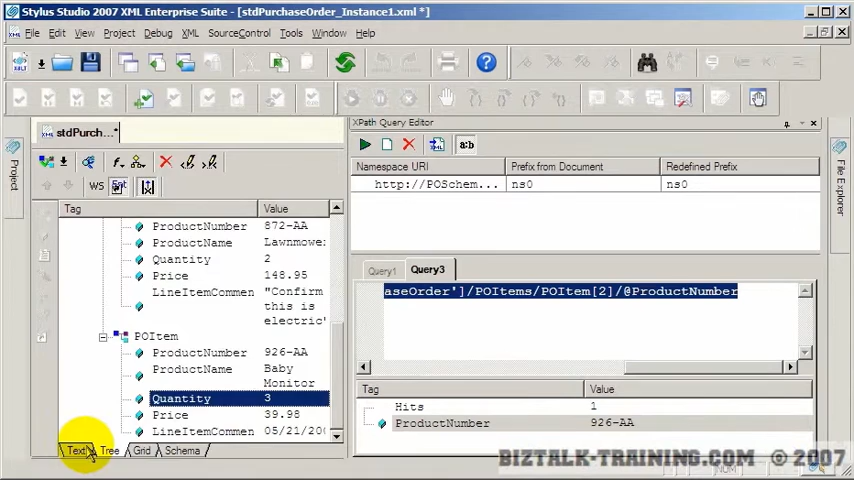 Stylus Studio 2007 XML Enterprise Suite - [stdPurchaseOrder_Instance1.xml *]
File Edit View Project Debug XML SourceControl Tools Window Help
stdPurch...*
XPath Query Editor
Namespace URI Prefix from Document Redefined Prefix
http://POSchem... ns0 ns0
Project
File Explorer
WS
Tag Value
ProductNumber 872-AA
ProductName Lawnmowe
Quantity 2
Price 148.95
LineItemCommen "Confirm
this is
electric"
POItem
ProductNumber 926-AA
ProductName Baby
Monitor
Quantity 3
Price 39.98
LineItemCommen 05/21/200
Text Tree Grid Schema
Query1 Query3
aseOrder']/POItems/POItem[2]/@ProductNumber
Tag Value
Hits 1
ProductNumber 926-AA
BIZTALK-TRAINING.COM © 2007
NUM